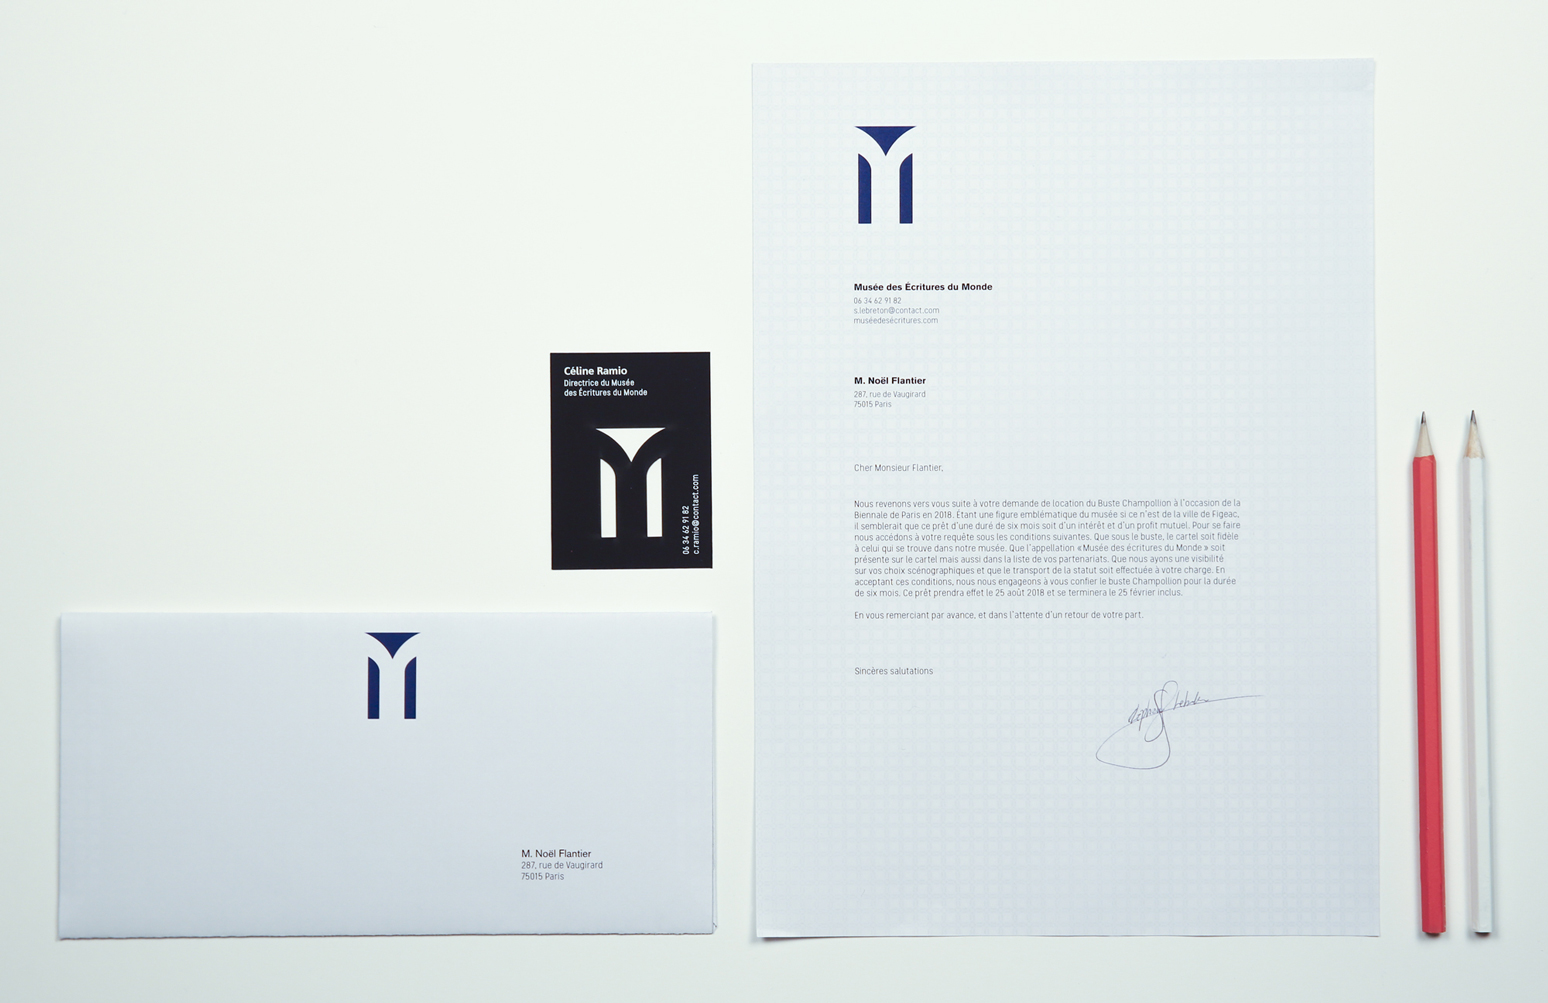 Céline Ramio
Directrice du Musée
des Écritures du Monde
06 34 62 91 82
c.ramio@contact.com
M. Noël Flantier
287, rue de Vaugirard
75015 Paris
Musée des Écritures du Monde
06 34 62 91 82
s.lebreton@contact.com
muséedesécritures.com
M. Noël Flantier
287, rue de Vaugirard
75015 Paris
Cher Monsieur Flantier,
Nous revenons vers vous suite à votre demande de location du Buste Champollion à l'occasion de la
Biennale de Paris en 2018. Étant une figure emblématique du musée si ce n'est de la ville de Figeac,
il semblerait que ce prêt d'une duré de six mois soit d'un intérêt et d'un profit mutuel. Pour se faire
nous accédons à votre requête sous les conditions suivantes. Que sous le buste, le cartel soit fidèle
à celui qui se trouve dans notre musée. Que l'appellation «Musée des écritures du Monde» soit
présente sur le cartel mais aussi dans la liste de vos partenariats. Que nous ayons une visibilité
sur vos choix scénographiques et que le transport de la statut soit effectuée à votre charge. En
acceptant ces conditions, nous nous engageons à vous confier le buste Champollion pour la durée
de six mois. Ce prêt prendra effet le 25 août 2018 et se terminera le 25 février inclus.
En vous remerciant par avance, et dans l'attente d'un retour de votre part.
Sincères salutations